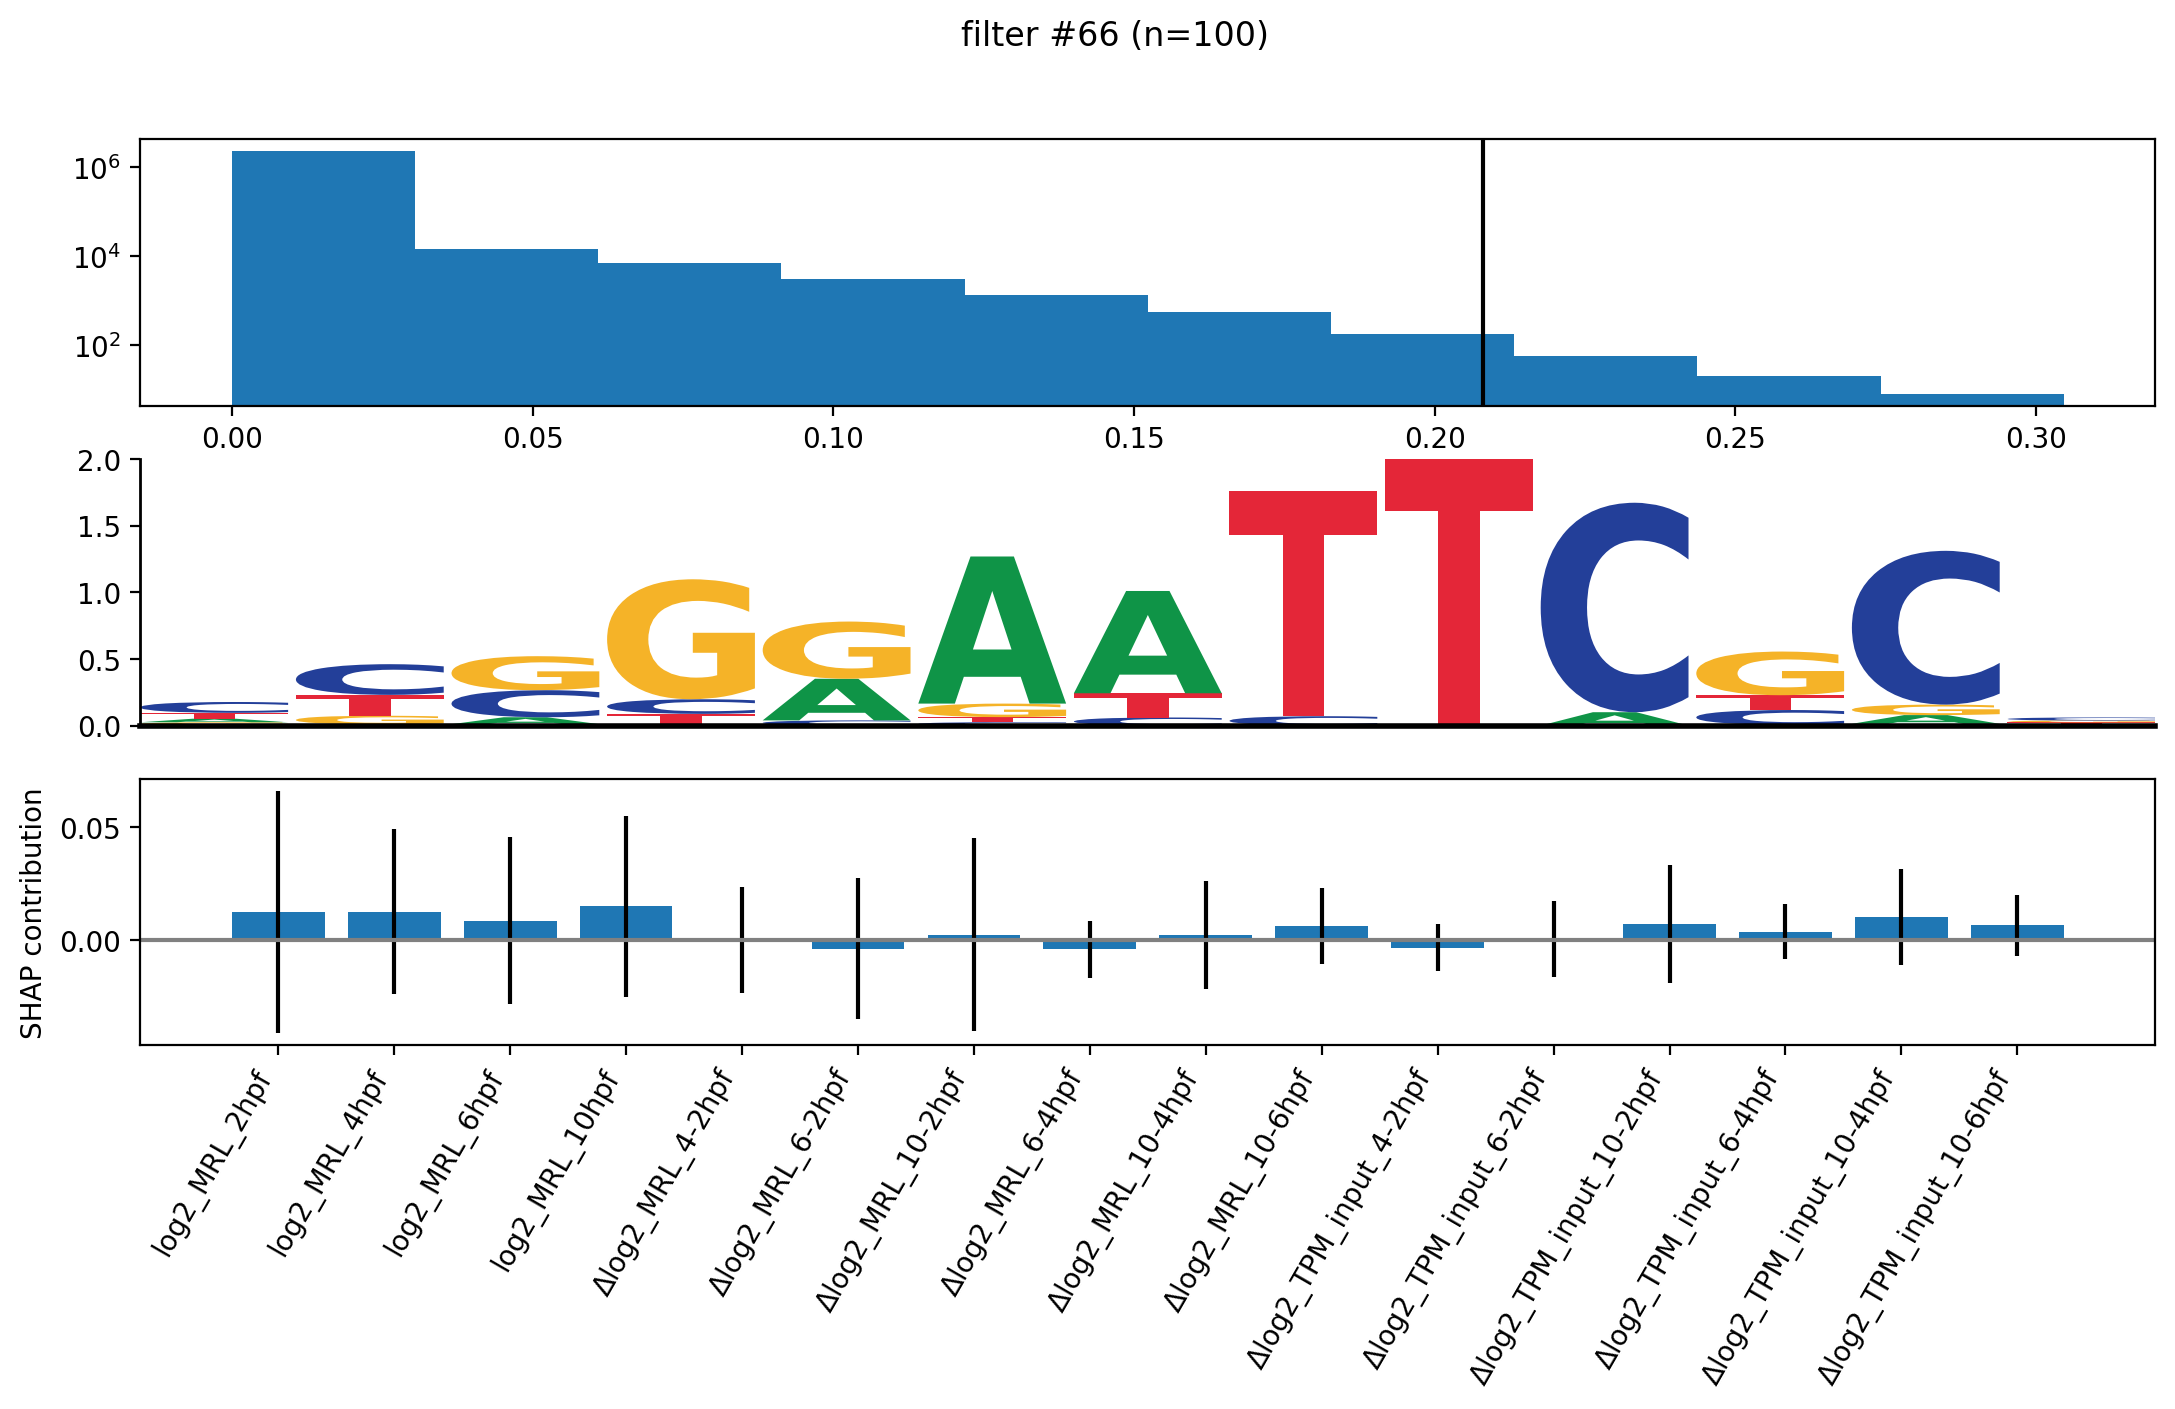 filter #66 (n=100)
10^6
10^4
10^2
0.00 0.05 0.10 0.15 0.20 0.25 0.30
2.0
1.5
1.0
0.5
0.0
SHAP contribution
0.05
0.00
log2_MRL_2hpf
log2_MRL_4hpf
log2_MRL_6hpf
log2_MRL_10hpf
Δlog2_MRL_4-2hpf
Δlog2_MRL_6-2hpf
Δlog2_MRL_10-2hpf
Δlog2_MRL_6-4hpf
Δlog2_MRL_10-4hpf
Δlog2_MRL_10-6hpf
Δlog2_TPM_input_4-2hpf
Δlog2_TPM_input_6-2hpf
Δlog2_TPM_input_10-2hpf
Δlog2_TPM_input_6-4hpf
Δlog2_TPM_input_10-4hpf
Δlog2_TPM_input_10-6hpf